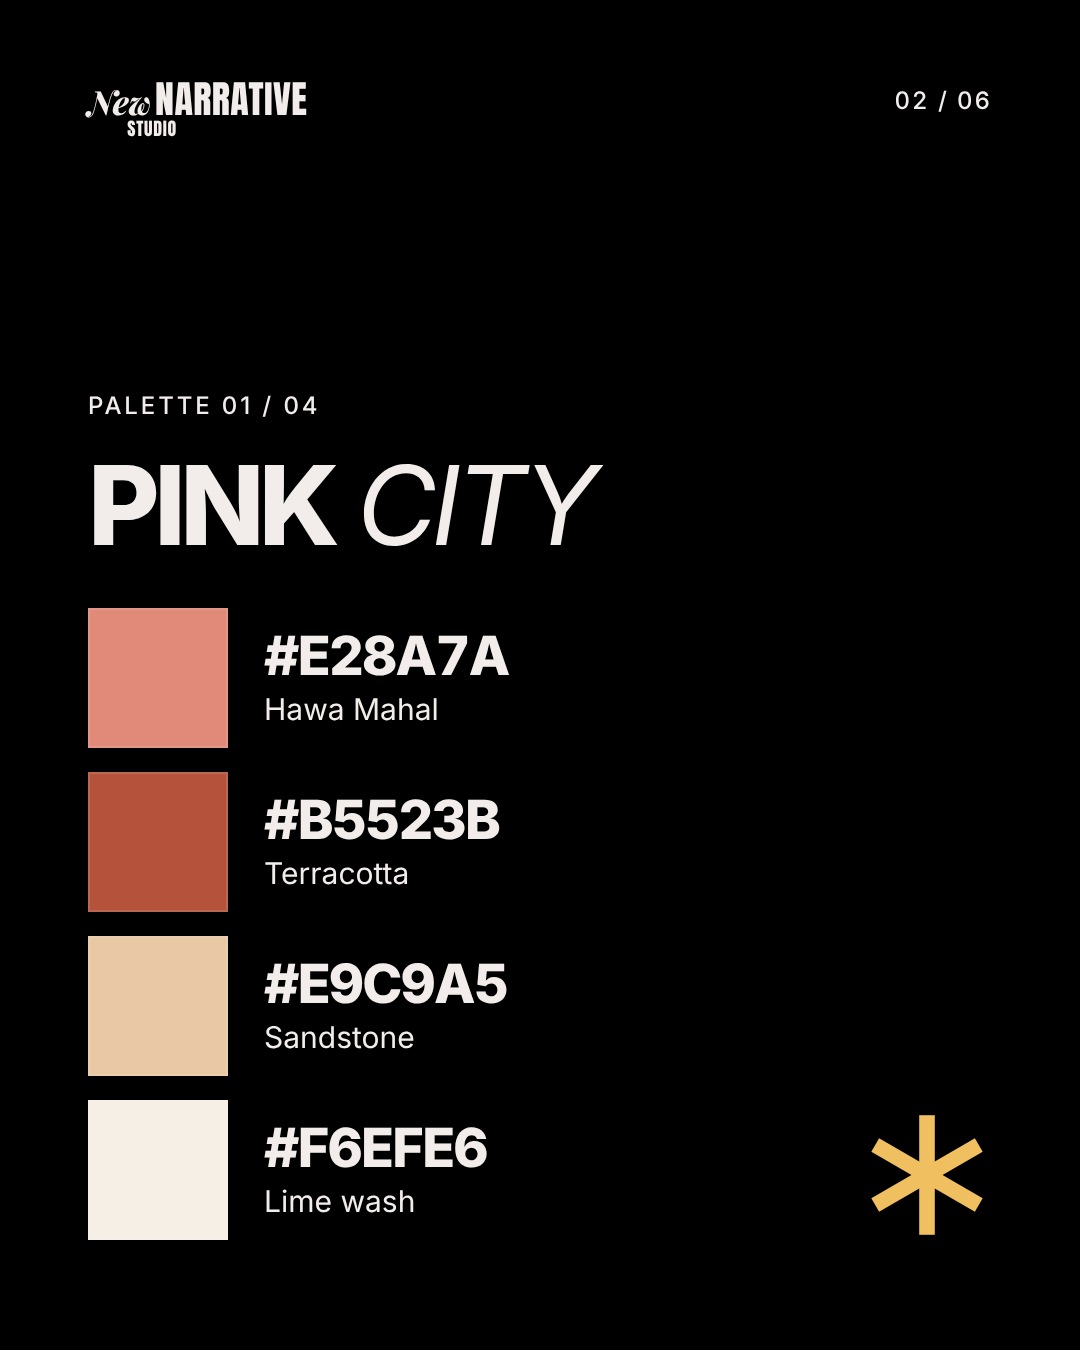 New NARRATIVE
STUDIO
02 / 06
PALETTE 01 / 04
PINK CITY
#E28A7A
Hawa Mahal
#B5523B
Terracotta
#E9C9A5
Sandstone
#F6EFE6
Lime wash